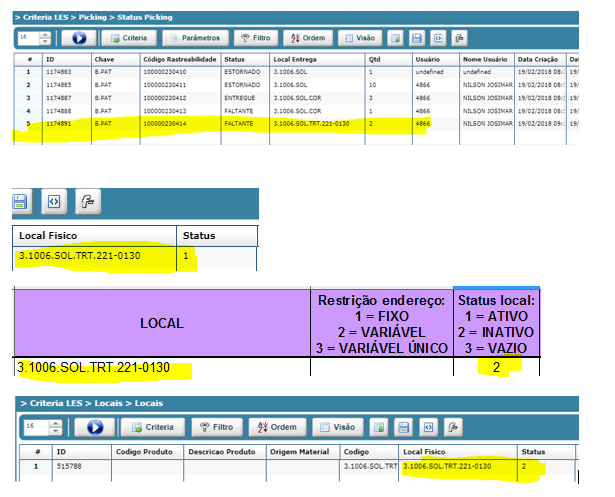 > Criteria LES > Picking > Status Picking
16 Criteria Parâmetros Filtro Ordem Visão
# ID Chave Código Rastreabilidade Status Local Entrega Qtd Usuário Nome Usuário Data Criação Dat
1 1174883 B.PAT 100000230410 ESTORNADO 3.1006.SOL 1 undefined undefined 19/02/2018 08: 19/
2 1174885 B.PAT 100000230411 ESTORNADO 3.1006.SOL 10 4866 NILSON JOSIMAR 19/02/2018 08: 19/
3 1174887 B.PAT 100000230412 ENTREGUE 3.1006.SOL.COR 3 4866 NILSON JOSIMAR 19/02/2018 08: 19/
4 1174888 B.PAT 100000230413 FALTANTE 3.1006.SOL.COR 1 4866 NILSON JOSIMAR 19/02/2018 08: 19/
5 1174891 B.PAT 100000230414 FALTANTE 3.1006.SOL.TRT.221-0130 2 4866 NILSON JOSIMAR 19/02/2018 09: 19/
Local Fisico Status
3.1006.SOL.TRT.221-0130 1
LOCAL
Restrição endereço:
1 = FIXO
2 = VARIÁVEL
3 = VARIÁVEL ÚNICO
Status local:
1 = ATIVO
2 = INATIVO
3 = VAZIO
3.1006.SOL.TRT.221-0130 2
> Criteria LES > Locais > Locais
16 Criteria Filtro Ordem Visão
# ID Codigo Produto Descricao Produto Origem Material Codigo Local Fisico Status
1 515788 3.1006.SOL.TRT 3.1006.SOL.TRT.221-0130 2